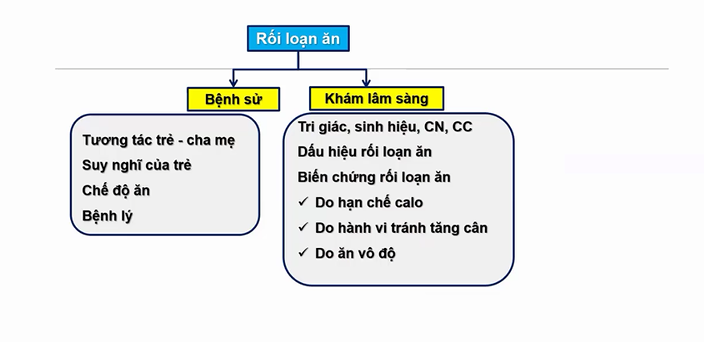 Rối loạn ăn
Bệnh sử
Khám lâm sàng
Tương tác trẻ - cha mẹ
Suy nghĩ của trẻ
Chế độ ăn
Bệnh lý
Tri giác, sinh hiệu, CN, CC
Dấu hiệu rối loạn ăn
Biến chứng rối loạn ăn
✓ Do hạn chế calo
✓ Do hành vi tránh tăng cân
✓ Do ăn vô độ